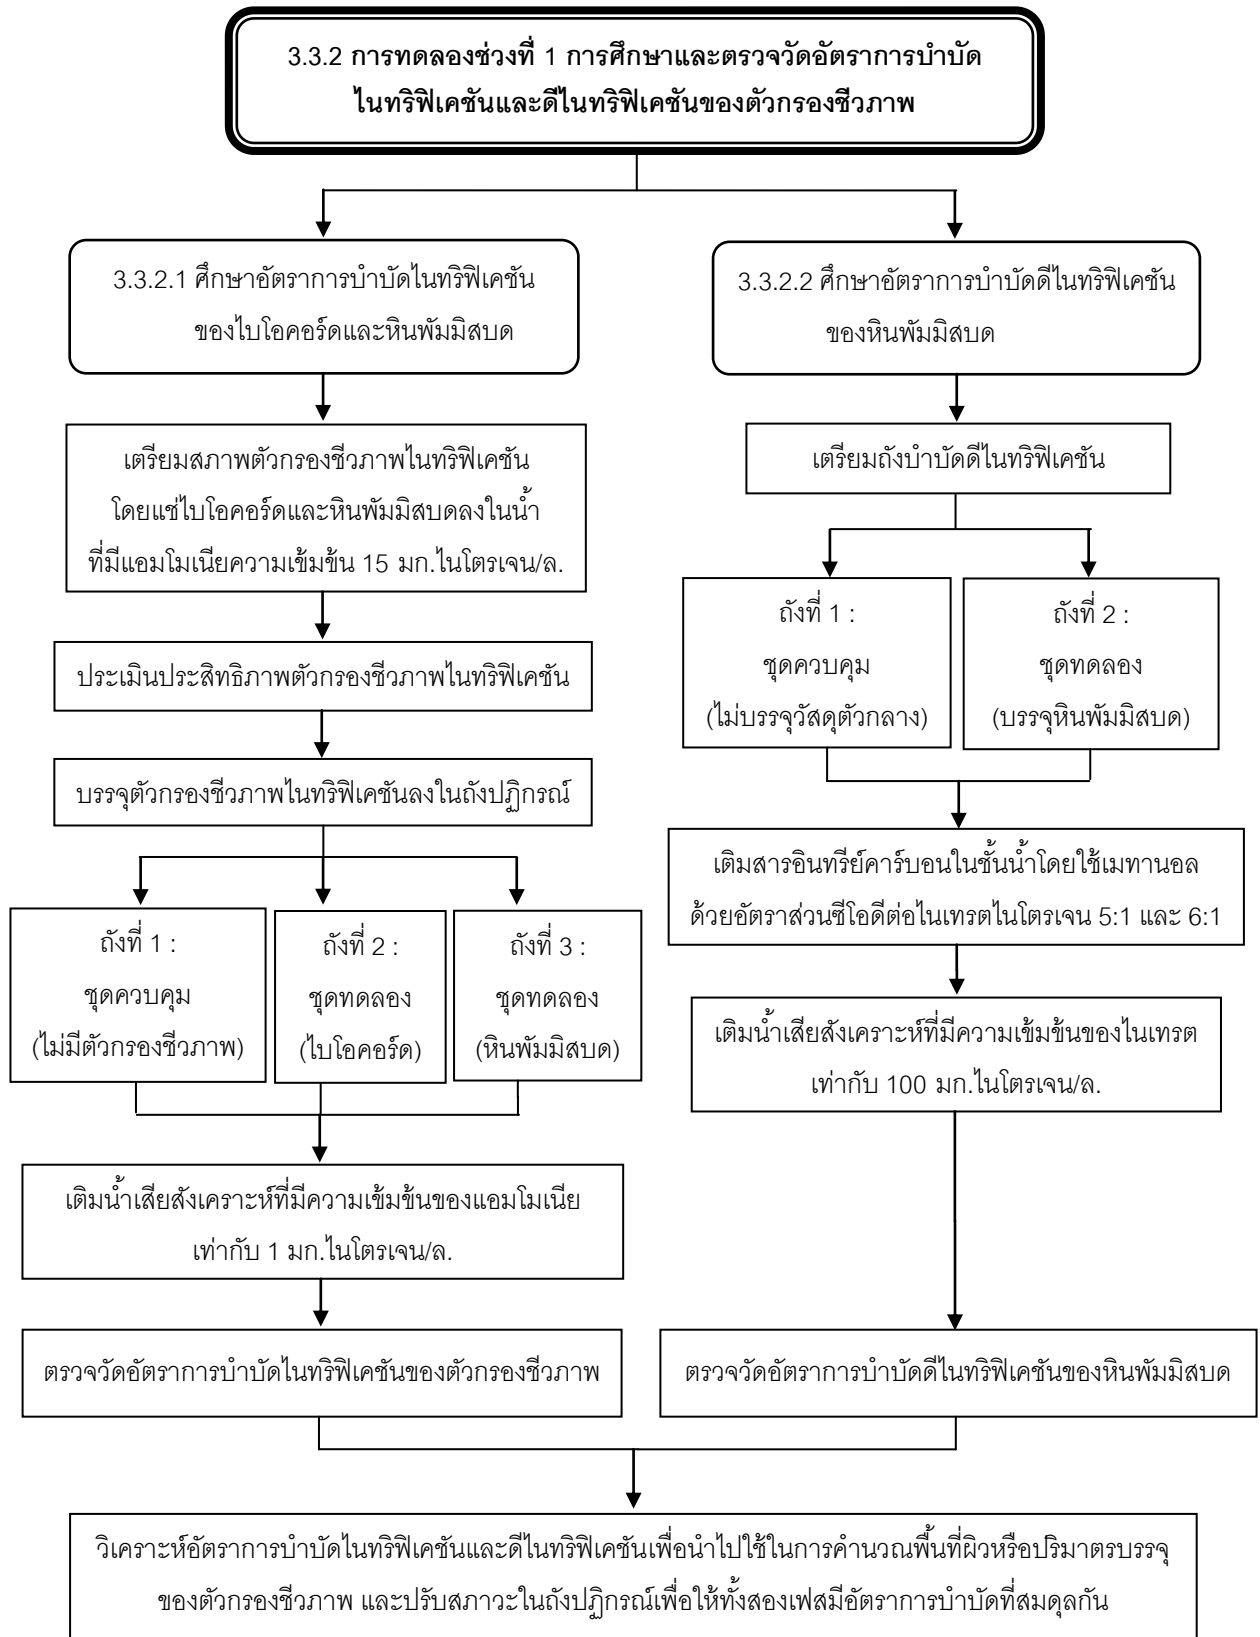 3.3.2 การทดลองช่วงที่ 1 การศึกษาและตรวจวัดอัตราการบำบัด
ไนทริฟิเคชันและดีไนทริฟิเคชันของตัวกรองชีวภาพ
3.3.2.1 ศึกษาอัตราการบำบัดไนทริฟิเคชัน
ของไบโอคอร์ดและหินพัมมิสบด
เตรียมสภาพตัวกรองชีวภาพไนทริฟิเคชัน
โดยแช่ไบโอคอร์ดและหินพัมมิสบดลงในน้ำ
ที่มีแอมโมเนียความเข้มข้น 15 มก.ไนโตรเจน/ล.
ประเมินประสิทธิภาพตัวกรองชีวภาพไนทริฟิเคชัน
บรรจุตัวกรองชีวภาพไนทริฟิเคชันลงในถังปฏิกรณ์
ถังที่ 1 :
ชุดควบคุม
(ไม่มีตัวกรองชีวภาพ)
ถังที่ 2 :
ชุดทดลอง
(ไบโอคอร์ด)
ถังที่ 3 :
ชุดทดลอง
(หินพัมมิสบด)
เติมน้ำเสียสังเคราะห์ที่มีความเข้มข้นของแอมโมเนีย
เท่ากับ 1 มก.ไนโตรเจน/ล.
ตรวจวัดอัตราการบำบัดไนทริฟิเคชันของตัวกรองชีวภาพ
3.3.2.2 ศึกษาอัตราการบำบัดดีไนทริฟิเคชัน
ของหินพัมมิสบด
เตรียมถังบำบัดดีไนทริฟิเคชัน
ถังที่ 1 :
ชุดควบคุม
(ไม่บรรจุวัสดุตัวกลาง)
ถังที่ 2 :
ชุดทดลอง
(บรรจุหินพัมมิสบด)
เติมสารอินทรีย์คาร์บอนในชั้นน้ำโดยใช้เมทานอล
ด้วยอัตราส่วนซีโอดีต่อไนเทรตไนโตรเจน 5:1 และ 6:1
เติมน้ำเสียสังเคราะห์ที่มีความเข้มข้นของไนเทรต
เท่ากับ 100 มก.ไนโตรเจน/ล.
ตรวจวัดอัตราการบำบัดดีไนทริฟิเคชันของหินพัมมิสบด
วิเคราะห์อัตราการบำบัดไนทริฟิเคชันและดีไนทริฟิเคชันเพื่อนำไปใช้ในการคำนวณพื้นที่ผิวหรือปริมาตรบรรจุ
ของตัวกรองชีวภาพ และปรับสภาวะในถังปฏิกรณ์เพื่อให้ทั้งสองเฟสมีอัตราการบำบัดที่สมดุลกัน